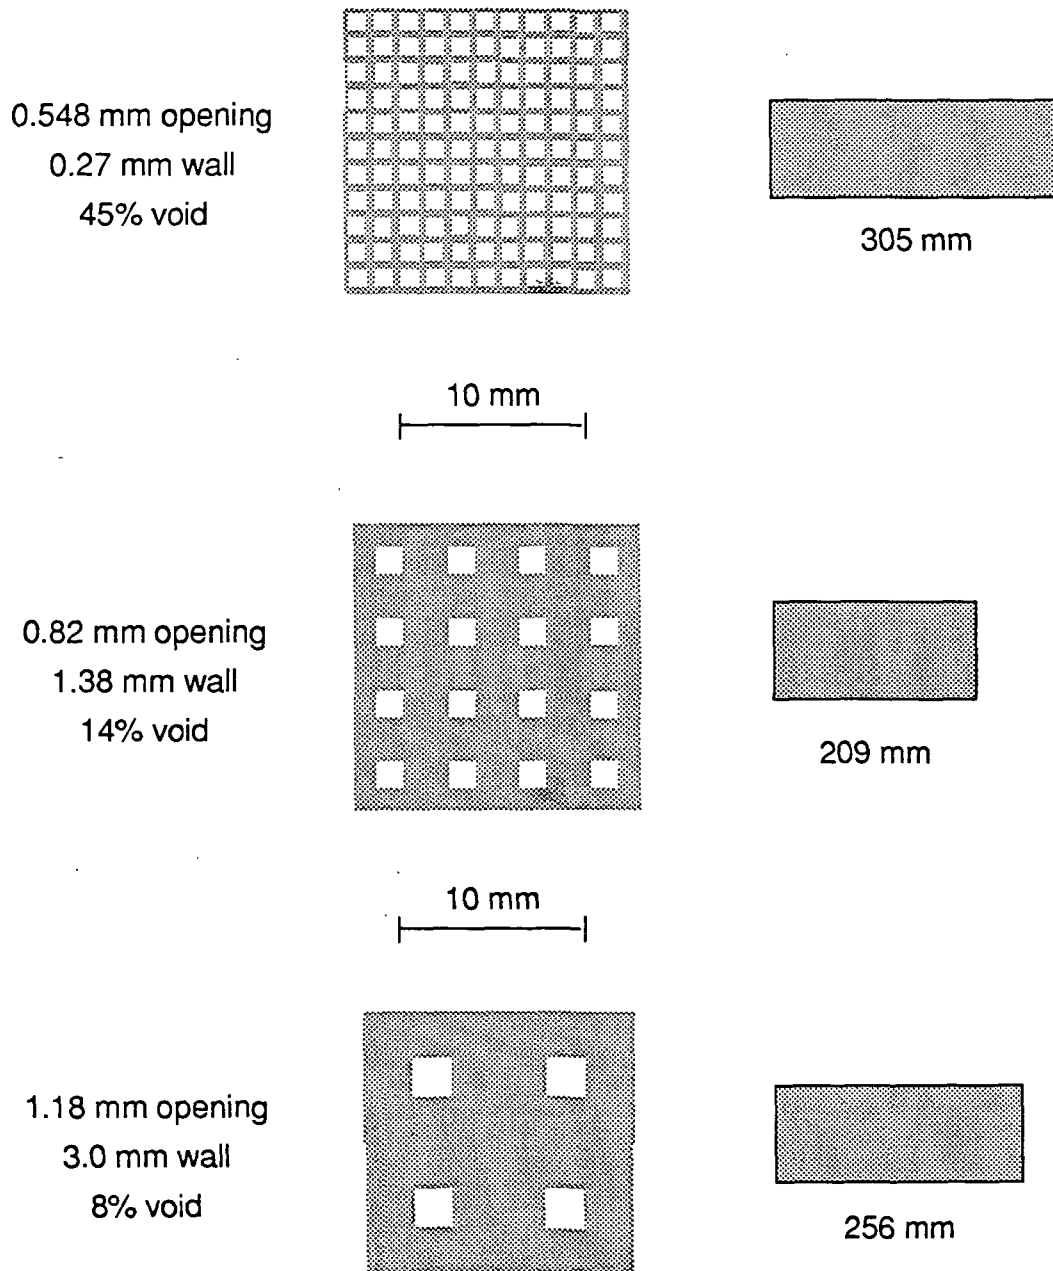 0.548 mm opening
0.27 mm wall
45% void
305 mm
10 mm
0.82 mm opening
1.38 mm wall
14% void
209 mm
10 mm
1.18 mm opening
3.0 mm wall
8% void
256 mm